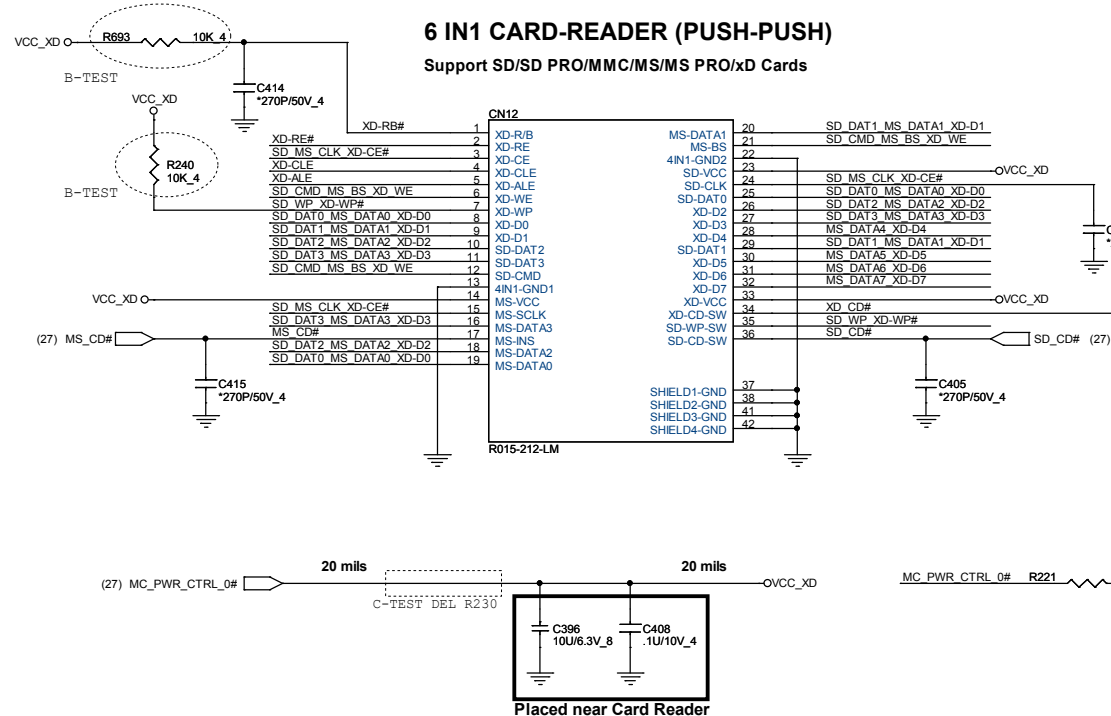 6 IN1 CARD-READER (PUSH-PUSH)
Support SD/SD PRO/MMC/MS/MS PRO/xD Cards
VCC_XD
R693
10K_4
B-TEST
C414
*270P/50V_4
VCC_XD
R240
10K_4
B-TEST
CN12
XD-RB# 1 XD-R/B
XD-RE# 2 XD-RE
SD_MS_CLK_XD-CE# 3 XD-CE
XD-CLE 4 XD-CLE
XD-ALE 5 XD-ALE
SD_CMD_MS_BS_XD_WE 6 XD-WE
SD_WP_XD-WP# 7 XD-WP
SD_DAT0_MS_DATA0_XD-D0 8 XD-D0
SD_DAT1_MS_DATA1_XD-D1 9 XD-D1
SD_DAT2_MS_DATA2_XD-D2 10 SD-DAT2
SD_DAT3_MS_DATA3_XD-D3 11 SD-DAT3
SD_CMD_MS_BS_XD_WE 12 SD-CMD
13 4IN1-GND1
VCC_XD 14 MS-VCC
SD_MS_CLK_XD-CE# 15 MS-SCLK
SD_DAT3_MS_DATA3_XD-D3 16 MS-DATA3
(27) MS_CD# MS_CD# 17 MS-INS
SD_DAT2_MS_DATA2_XD-D2 18 MS-DATA2
SD_DAT0_MS_DATA0_XD-D0 19 MS-DATA0
MS-DATA1 20 SD_DAT1_MS_DATA1_XD-D1
MS-BS 21 SD_CMD_MS_BS_XD_WE
4IN1-GND2 22
SD-VCC 23 VCC_XD
SD-CLK 24 SD_MS_CLK_XD-CE#
SD-DAT0 25 SD_DAT0_MS_DATA0_XD-D0
XD-D2 26 SD_DAT2_MS_DATA2_XD-D2
XD-D3 27 SD_DAT3_MS_DATA3_XD-D3
XD-D4 28 MS_DATA4_XD-D4
SD-DAT1 29 SD_DAT1_MS_DATA1_XD-D1
XD-D5 30 MS_DATA5_XD-D5
XD-D6 31 MS_DATA6_XD-D6
XD-D7 32 MS_DATA7_XD-D7
XD-VCC 33 VCC_XD
XD-CD-SW 34 XD_CD#
SD-WP-SW 35 SD_WP_XD-WP#
SD-CD-SW 36 SD_CD# SD_CD# (27)
SHIELD1-GND 37
SHIELD2-GND 38
SHIELD3-GND 41
SHIELD4-GND 42
C415
*270P/50V_4
C405
*270P/50V_4
R015-212-LM
(27) MC_PWR_CTRL_0#
20 mils
20 mils
VCC_XD
C-TEST DEL R230
C396
10U/6.3V_8
C408
.1U/10V_4
Placed near Card Reader
MC_PWR_CTRL_0# R221